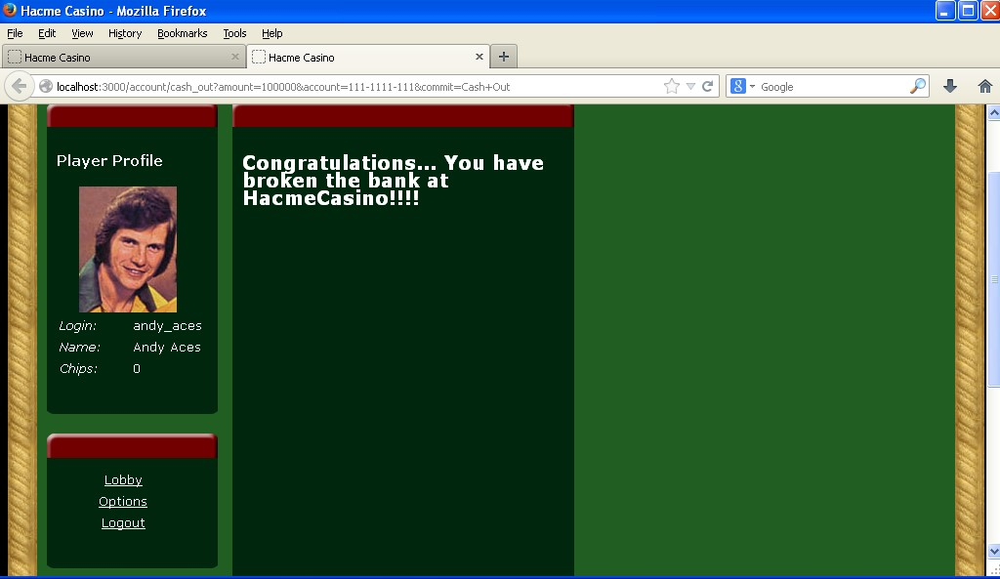 Hacme Casino - Mozilla Firefox
File Edit View History Bookmarks Tools Help
Hacme Casino
Hacme Casino
localhost:3000/account/cash_out?amount=100000&account=111-1111-111&commit=Cash+Out
8 Google
Player Profile
Login: andy_aces
Name: Andy Aces
Chips: 0
Lobby
Options
Logout
Congratulations... You have
broken the bank at
HacmeCasino!!!!